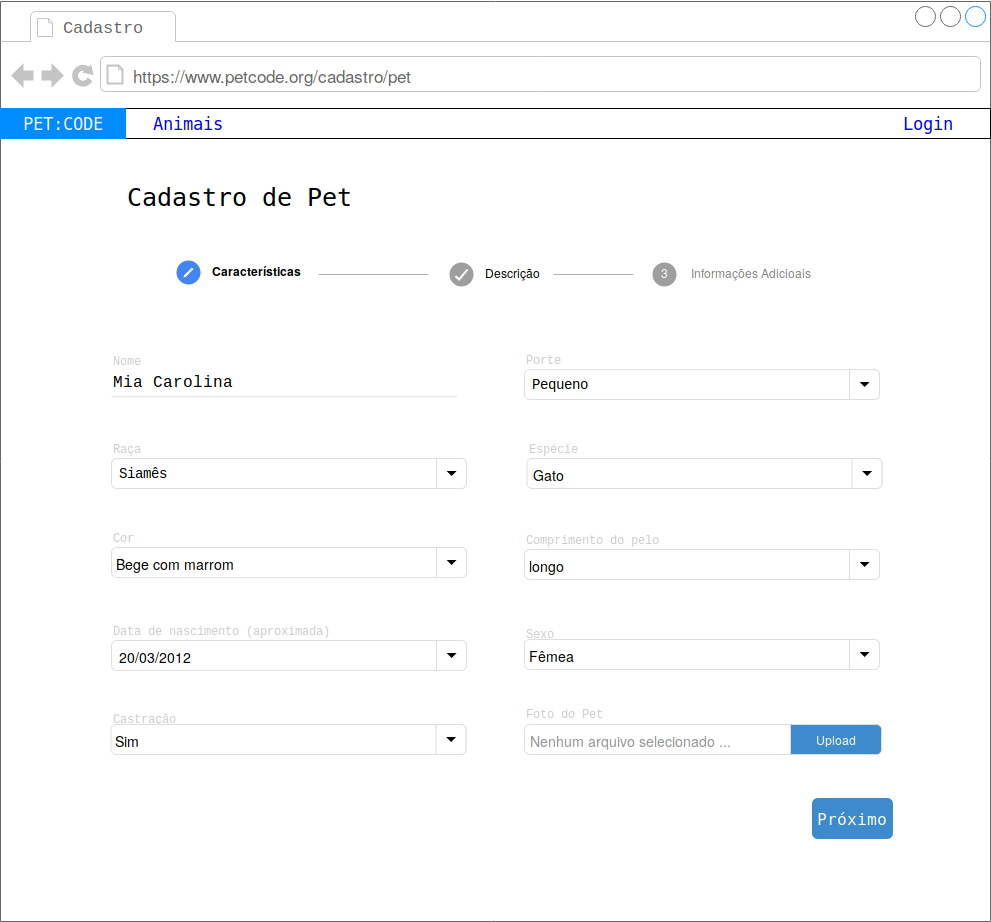 Cadastro
https://www.petcode.org/cadastro/pet
PET:CODE Animais Login
Cadastro de Pet
Características Descrição 3 Informações Adicioais
Nome Porte
Mia Carolina Pequeno
Raça Espécie
Siamês Gato
Cor Comprimento do pelo
Bege com marrom longo
Data de nascimento (aproximada) Sexo
20/03/2012 Fêmea
Castração Foto do Pet
Sim Nenhum arquivo selecionado ... Upload
Próximo